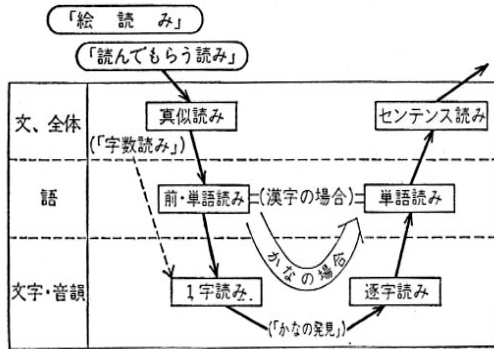 「絵読み」
「読んでもらう読み」
文、全体
真似読み
センテンス読み
(「字数読み」)
語
前・単語読み
(漢字の場合)
単語読み
かなの場合
文字・音韻
1字読み
逐字読み
(「かなの発見」)